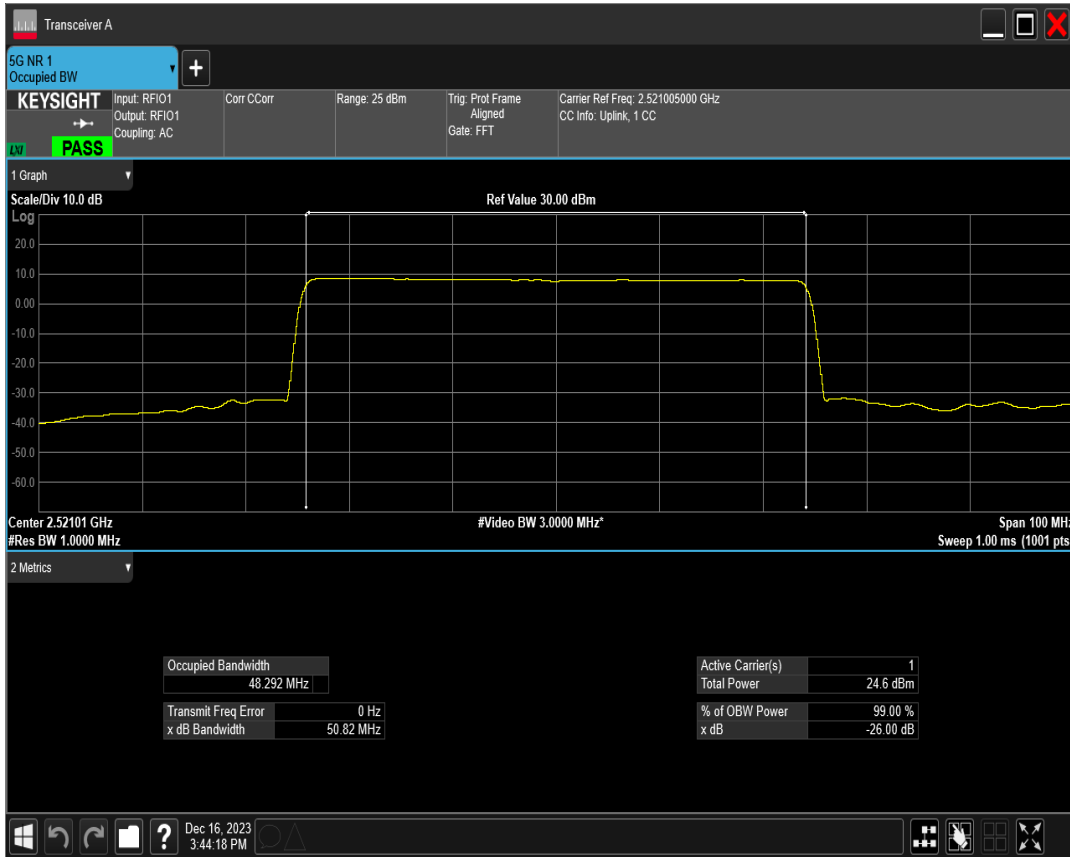 Transceiver A
5G NR 1
Occupied BW
+
KEYSIGHT
LXI
PASS
Input: RFIO1
Output: RFIO1
Coupling: AC
Corr CCorr
Range: 25 dBm
Trig: Prot Frame
Aligned
Gate: FFT
Carrier Ref Freq: 2.521005000 GHz
CC Info: Uplink, 1 CC
1 Graph
Scale/Div 10.0 dB
Ref Value 30.00 dBm
Log
20.0
10.0
0.00
-10.0
-20.0
-30.0
-40.0
-50.0
-60.0
Center 2.52101 GHz
#Video BW 3.0000 MHz*
Span 100 MHz
#Res BW 1.0000 MHz
Sweep 1.00 ms (1001 pts
2 Metrics
Occupied Bandwidth
48.292 MHz
Transmit Freq Error 0 Hz
x dB Bandwidth 50.82 MHz
Active Carrier(s) 1
Total Power 24.6 dBm
% of OBW Power 99.00 %
x dB -26.00 dB
?
Dec 16, 2023
3:44:18 PM